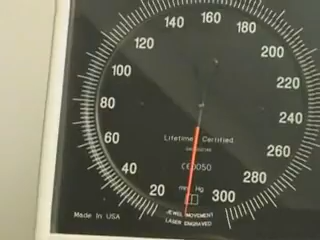 140 160 180
120 200
100 220
80 240
60 260
40 280
20 300
Lifetime Certified
CE0050
mm Hg
JEWEL MOVEMENT
LASER ENGRAVED
Made In USA